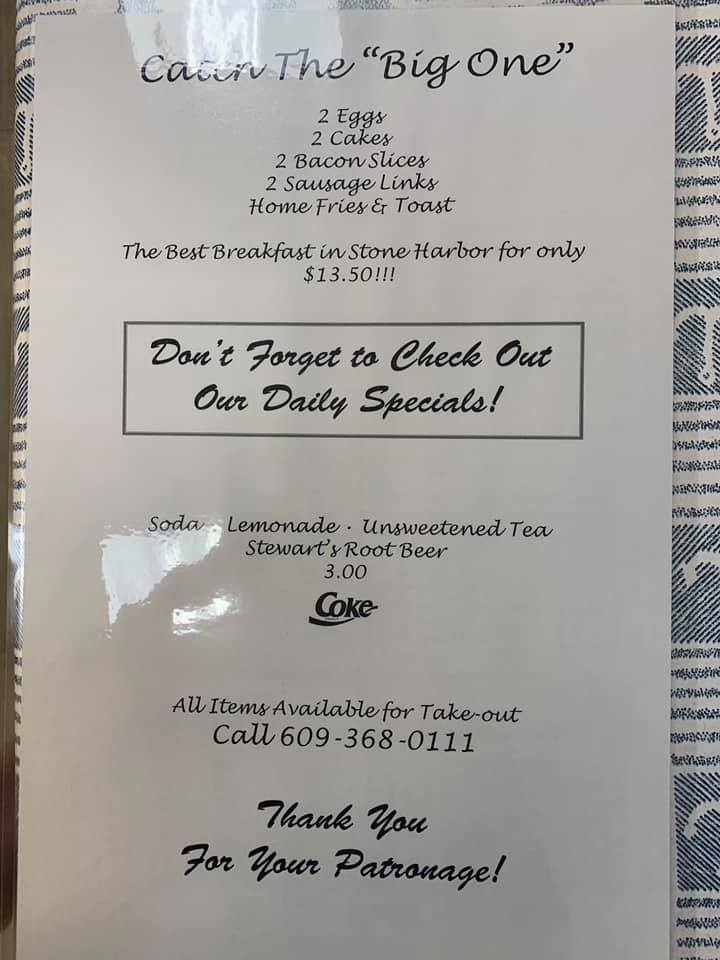 Catch The "Big One"
2 Eggs
2 Cakes
2 Bacon Slices
2 Sausage Links
Home Fries & Toast
The Best Breakfast in Stone Harbor for only
$13.50!!!
Don't Forget to Check Out
Our Daily Specials!
Soda · Lemonade · Unsweetened Tea
Stewart's Root Beer
3.00
Coke
All Items Available for Take-out
Call 609-368-0111
Thank You
For Your Patronage!